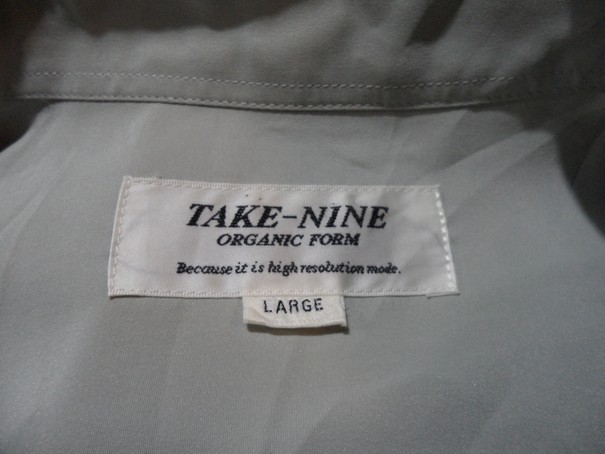 TAKE-NINE
ORGANIC FORM
Because it is high resolution mode.
LARGE